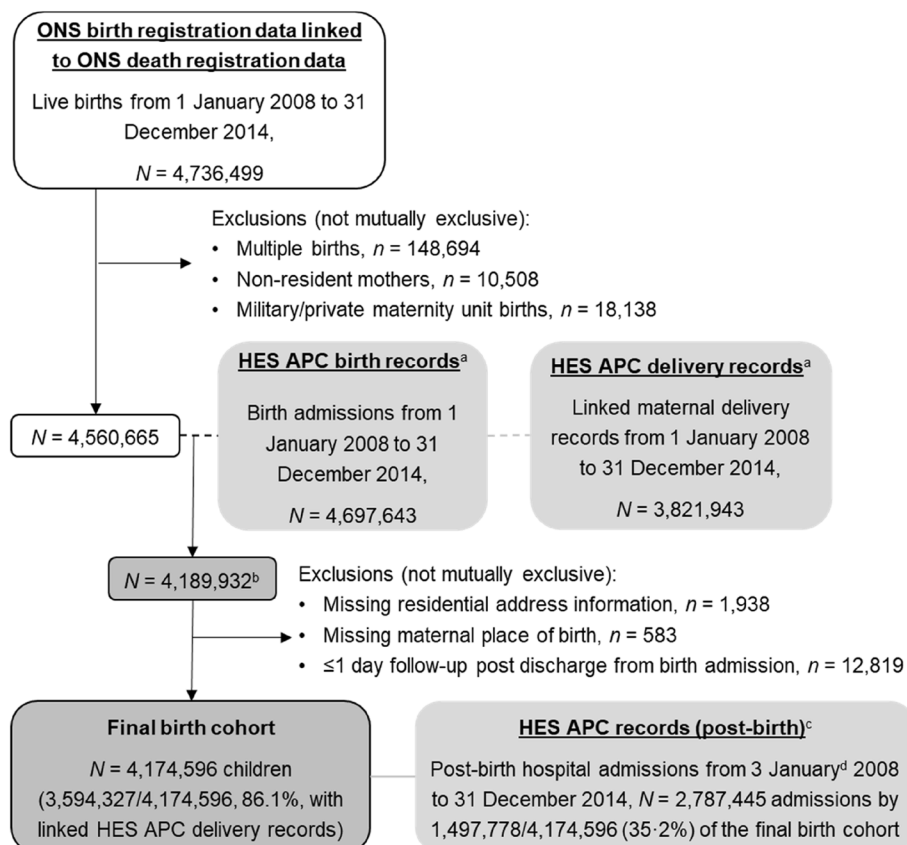 ONS birth registration data linked
to ONS death registration data
Live births from 1 January 2008 to 31
December 2014,
N = 4,736,499
Exclusions (not mutually exclusive):
• Multiple births, n = 148,694
• Non-resident mothers, n = 10,508
• Military/private maternity unit births, n = 18,138
HES APC birth recordsᵃ
Birth admissions from 1
January 2008 to 31
December 2014,
N = 4,697,643
HES APC delivery recordsᵃ
Linked maternal delivery
records from 1 January 2008
to 31 December 2014,
N = 3,821,943
N = 4,560,665
N = 4,189,932ᵇ
Exclusions (not mutually exclusive):
• Missing residential address information, n = 1,938
• Missing maternal place of birth, n = 583
• ≤1 day follow-up post discharge from birth admission, n = 12,819
Final birth cohort
N = 4,174,596 children
(3,594,327/4,174,596, 86.1%, with
linked HES APC delivery records)
HES APC records (post-birth)ᶜ
Post-birth hospital admissions from 3 Januaryᵈ 2008
to 31 December 2014, N = 2,787,445 admissions by
1,497,778/4,174,596 (35·2%) of the final birth cohort